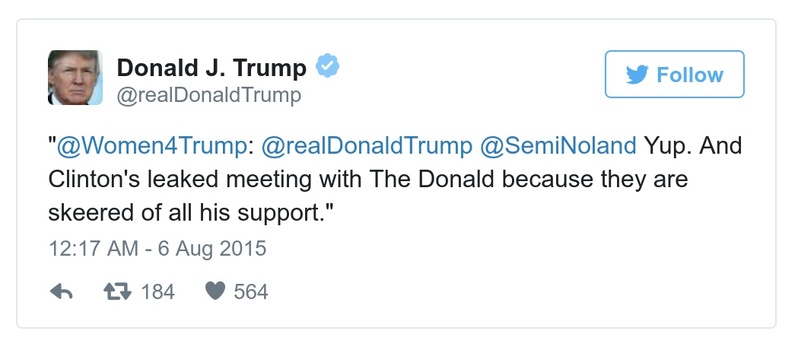 Donald J. Trump
@realDonaldTrump
Follow
"@Women4Trump: @realDonaldTrump @SemiNoland Yup. And
Clinton's leaked meeting with The Donald because they are
skeered of all his support."
12:17 AM - 6 Aug 2015
184 564